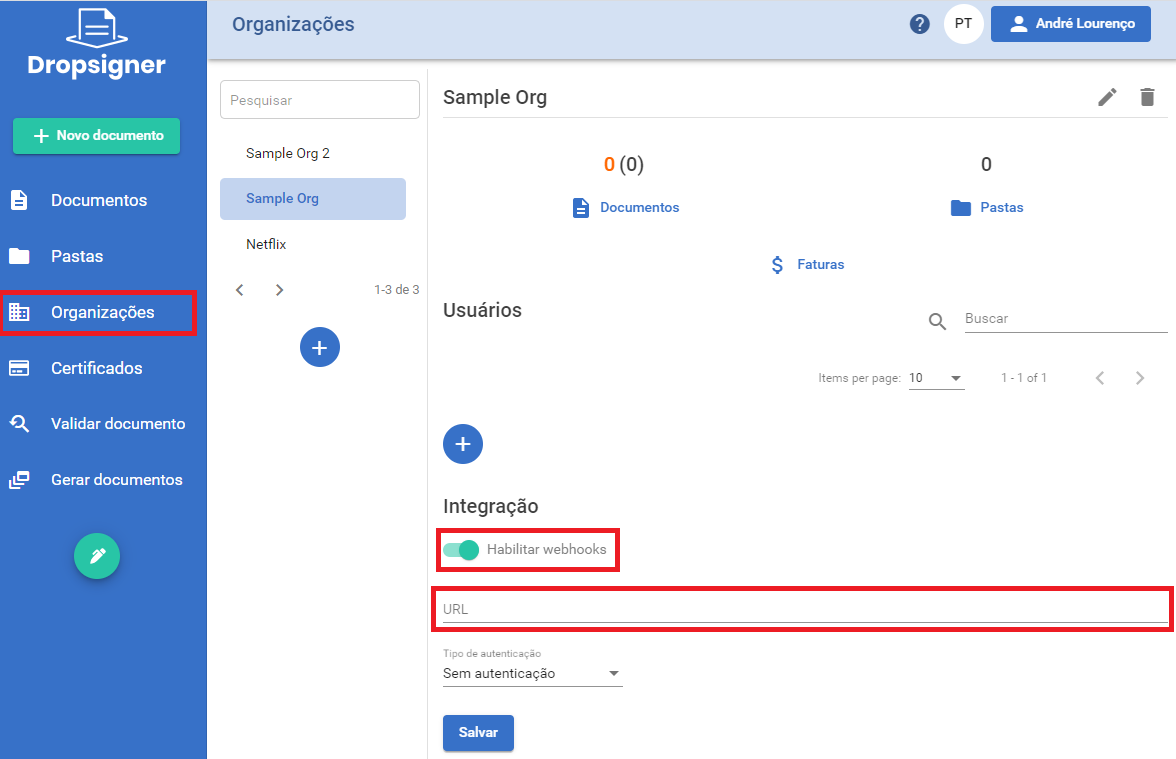 Dropsigner
Organizações
?
PT
André Lourenço
Novo documento
Documentos
Pastas
Organizações
Certificados
Validar documento
Gerar documentos
Pesquisar
Sample Org 2
Sample Org
Netflix
1-3 de 3
Sample Org
0 (0)
Documentos
0
Pastas
$ Faturas
Usuários
Buscar
Items per page: 10
1 - 1 of 1
Integração
Habilitar webhooks
URL
Tipo de autenticação
Sem autenticação
Salvar